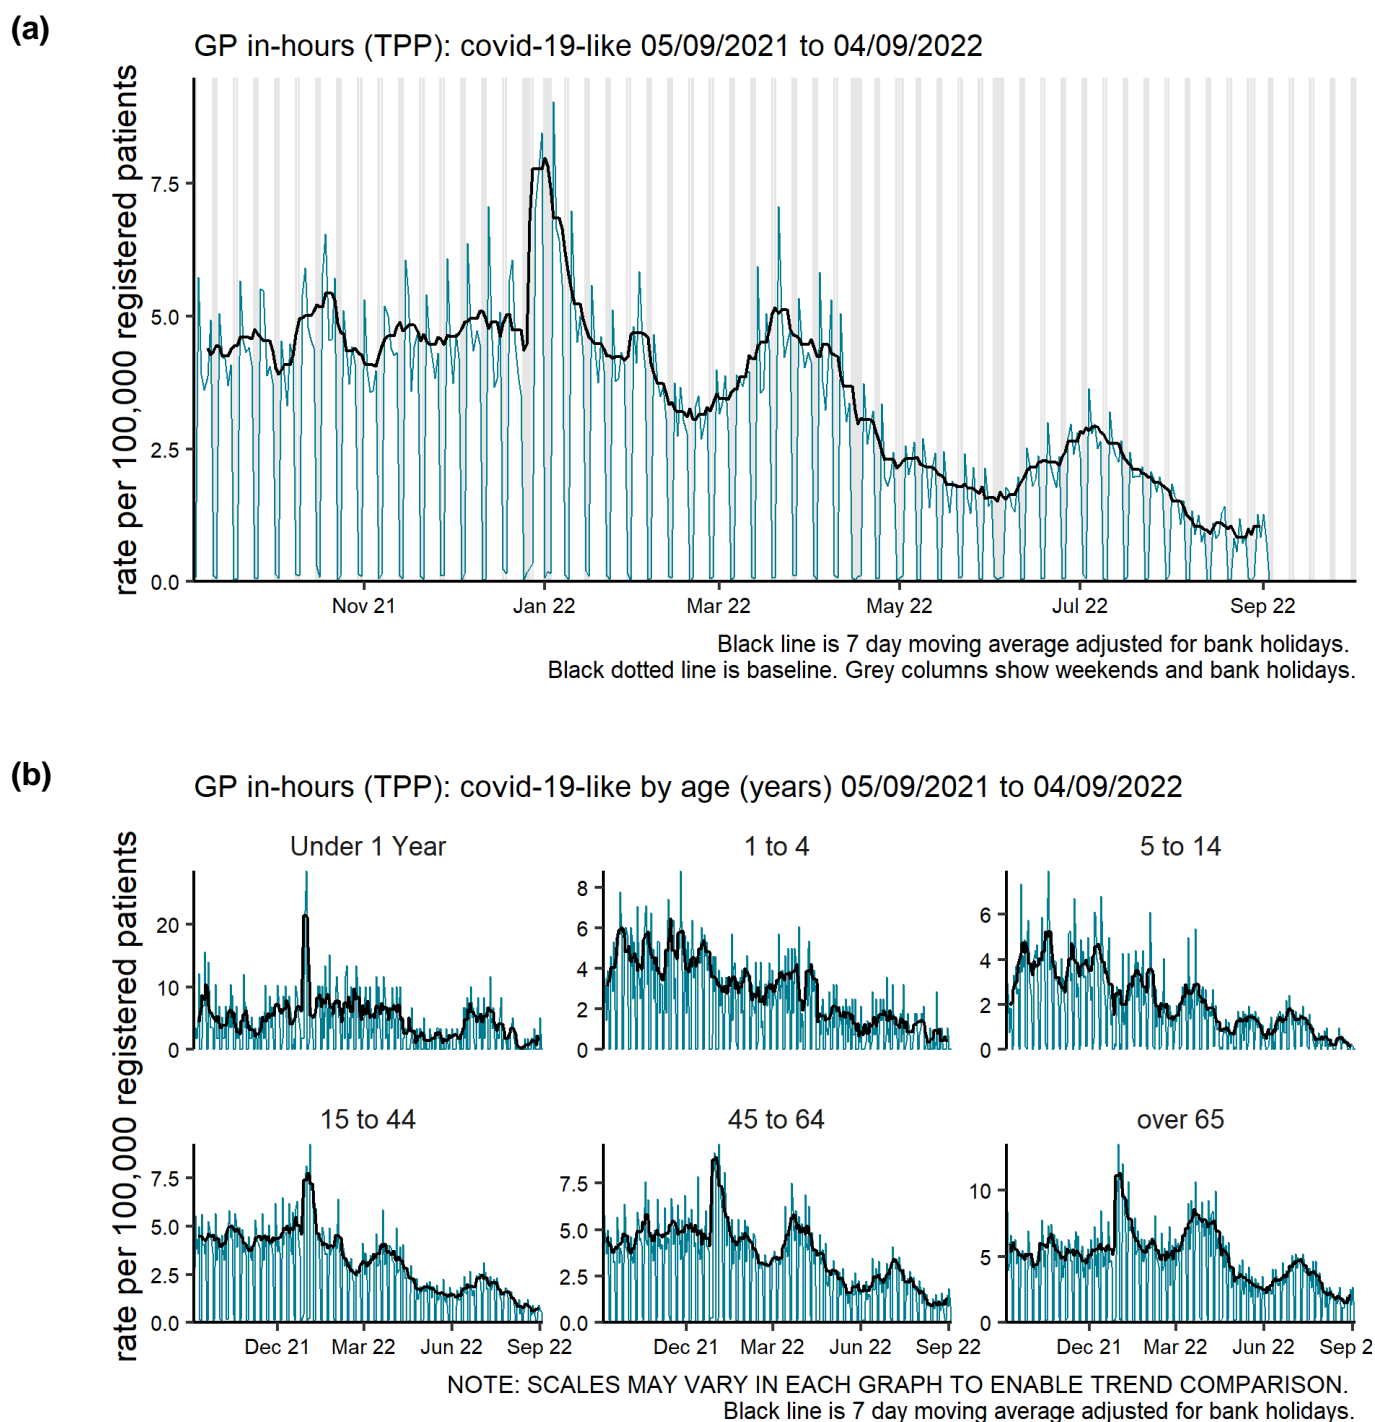 (a)
GP in-hours (TPP): covid-19-like 05/09/2021 to 04/09/2022
rate per 100,000 registered patients
7.5
5.0
2.5
0.0
Nov 21 Jan 22 Mar 22 May 22 Jul 22 Sep 22
Black line is 7 day moving average adjusted for bank holidays.
Black dotted line is baseline. Grey columns show weekends and bank holidays.
(b)
GP in-hours (TPP): covid-19-like by age (years) 05/09/2021 to 04/09/2022
rate per 100,000 registered patients
Under 1 Year
20
10
0
1 to 4
8
6
4
2
0
5 to 14
6
4
2
0
15 to 44
7.5
5.0
2.5
0.0
Dec 21 Mar 22 Jun 22 Sep 22
45 to 64
7.5
5.0
2.5
0.0
Dec 21 Mar 22 Jun 22 Sep 22
over 65
10
5
0
Dec 21 Mar 22 Jun 22 Sep 2
NOTE: SCALES MAY VARY IN EACH GRAPH TO ENABLE TREND COMPARISON.
Black line is 7 day moving average adjusted for bank holidays.